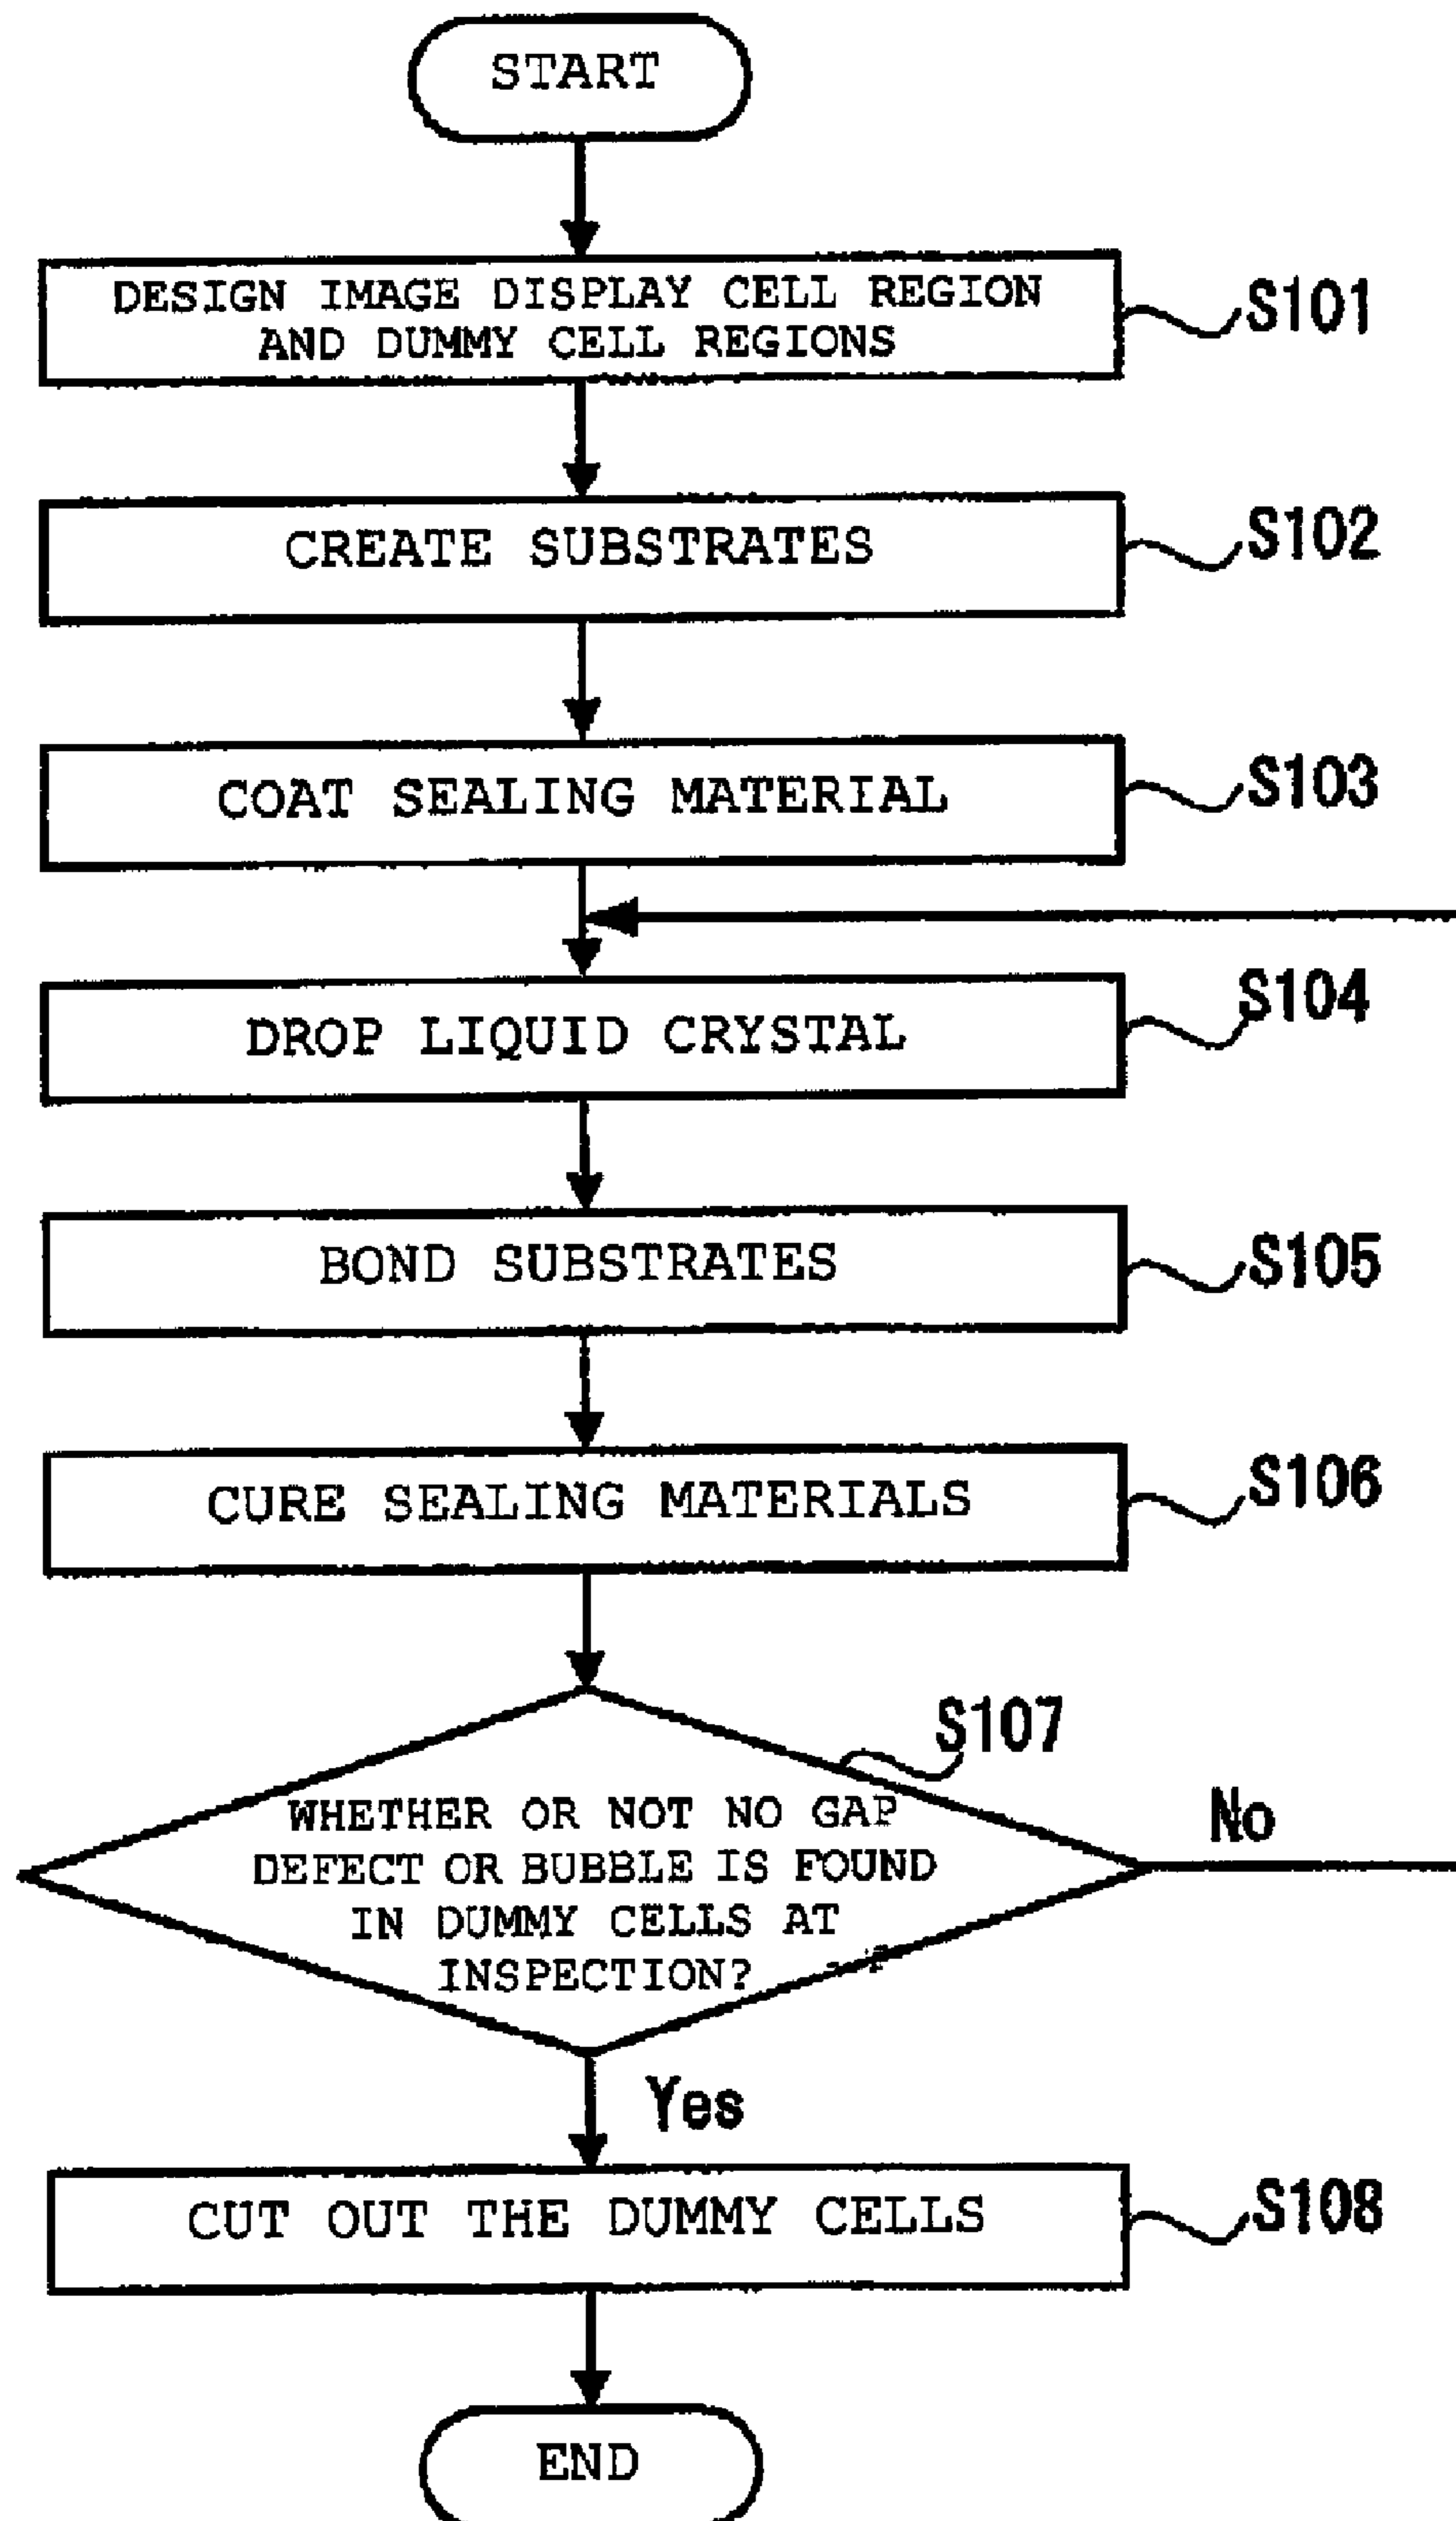 START
DESIGN IMAGE DISPLAY CELL REGION
AND DUMMY CELL REGIONS
S101
CREATE SUBSTRATES
S102
COAT SEALING MATERIAL
S103
DROP LIQUID CRYSTAL
S104
BOND SUBSTRATES
S105
CURE SEALING MATERIALS
S106
S107
WHETHER OR NOT NO GAP
DEFECT OR BUBBLE IS FOUND
IN DUMMY CELLS AT
INSPECTION?
No
Yes
CUT OUT THE DUMMY CELLS
S108
END